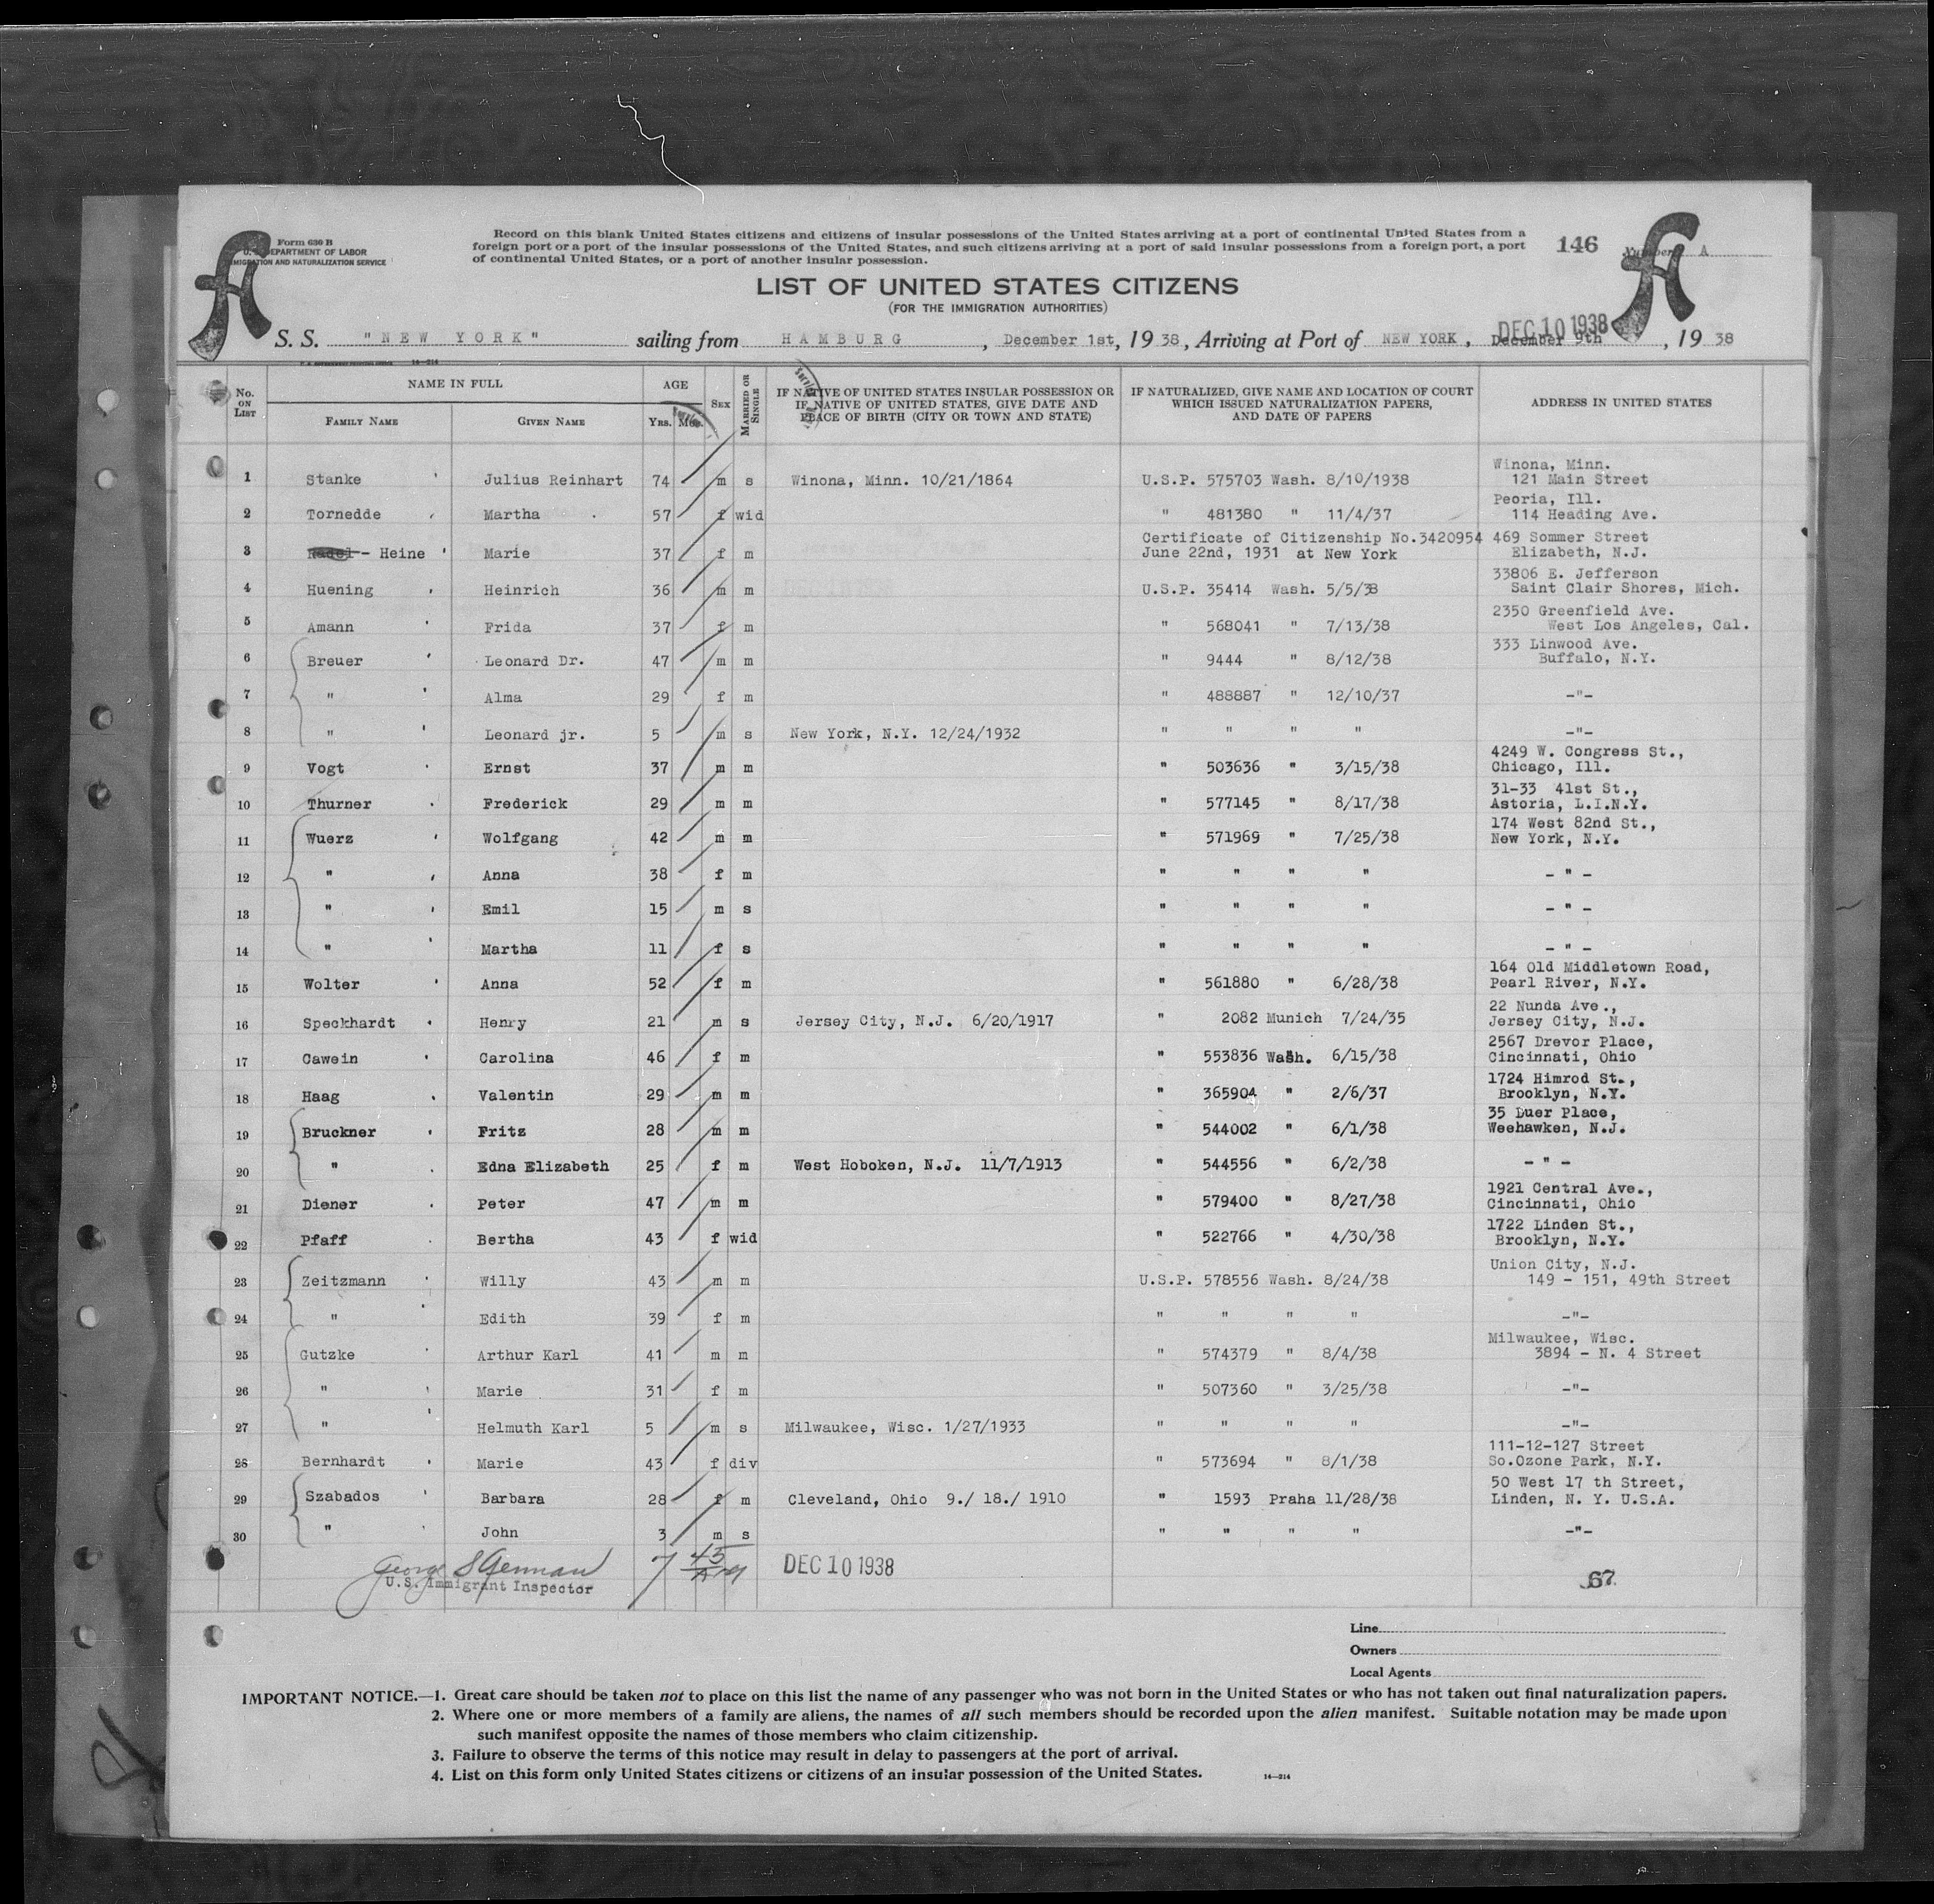 Form 630 B
U. S. DEPARTMENT OF LABOR
IMMIGRATION AND NATURALIZATION SERVICE
Record on this blank United States citizens and citizens of insular possessions of the United States arriving at a port of continental United States from a
foreign port or a port of the insular possessions of the United States, and such citizens arriving at a port of said insular possessions from a foreign port, a port
of continental United States, or a port of another insular possession.
146
Number A
LIST OF UNITED STATES CITIZENS
(FOR THE IMMIGRATION AUTHORITIES)
DEC 10 1938
S. S. "NEW YORK" sailing from HAMBURG, December 1st, 1938, Arriving at Port of NEW YORK, December 9th, 1938
14—214
No. ON LIST NAME IN FULL FAMILY NAME GIVEN NAME AGE YRS. MOS. SEX MARRIED OR SINGLE IF NATIVE OF UNITED STATES INSULAR POSSESSION OR IF NATIVE OF UNITED STATES, GIVE DATE AND PLACE OF BIRTH (CITY OR TOWN AND STATE) IF NATURALIZED, GIVE NAME AND LOCATION OF COURT WHICH ISSUED NATURALIZATION PAPERS, AND DATE OF PAPERS ADDRESS IN UNITED STATES
1 Stanke Julius Reinhart 74 m s Winona, Minn. 10/21/1864 U.S.P. 575703 Wash. 8/10/1938 Winona, Minn. 121 Main Street
2 Tornedde Martha 57 f wid " 481380 " 11/4/37 Peoria, Ill. 114 Heading Ave.
3 - Heine Marie 37 f m Certificate of Citizenship No.3420954 June 22nd, 1931 at New York 469 Sommer Street Elizabeth, N.J.
4 Huening Heinrich 36 m m U.S.P. 35414 Wash. 5/5/38 33806 E. Jefferson Saint Clair Shores, Mich.
5 Amann Frida 37 f m " 568041 " 7/13/38 2350 Greenfield Ave. West Los Angeles, Cal.
6 Breuer Leonard Dr. 47 m m " 9444 " 8/12/38 333 Linwood Ave. Buffalo, N.Y.
7 " Alma 29 f m " 488887 " 12/10/37 -"-
8 " Leonard jr. 5 m s New York, N.Y. 12/24/1932 " " " " -"-
9 Vogt Ernst 37 m m " 503636 " 3/15/38 4249 W. Congress St., Chicago, Ill.
10 Thurner Frederick 29 m m " 577145 " 8/17/38 31-33 41st St., Astoria, L.I.N.Y.
11 Wuerz Wolfgang 42 m m " 571969 " 7/25/38 174 West 82nd St., New York, N.Y.
12 " Anna 38 f m " " " " - " -
13 " Emil 15 m s " " " " - " -
14 " Martha 11 f s " " " " - " -
15 Wolter Anna 52 f m " 561880 " 6/28/38 164 Old Middletown Road, Pearl River, N.Y.
16 Speckhardt Henry 21 m s Jersey City, N.J. 6/20/1917 " 2082 Munich 7/24/35 22 Nunda Ave., Jersey City, N.J.
17 Cawein Carolina 46 f m " 553836 Wash. 6/15/38 2567 Drevor Place, Cincinnati, Ohio
18 Haag Valentin 29 m m " 365904 " 2/6/37 1724 Himrod St., Brooklyn, N.Y.
19 Bruckner Fritz 28 m m " 544002 " 6/1/38 35 Duer Place, Weehawken, N.J.
20 " Edna Elizabeth 25 f m West Hoboken, N.J. 11/7/1913 " 544556 " 6/2/38 - " -
21 Diener Peter 47 m m " 579400 " 8/27/38 1921 Central Ave., Cincinnati, Ohio
22 Pfaff Bertha 43 f wid " 522766 " 4/30/38 1722 Linden St., Brooklyn, N.Y.
23 Zeitzmann Willy 43 m m U.S.P. 578556 Wash. 8/24/38 Union City, N.J. 149 - 151, 49th Street
24 " Edith 39 f m " " " " -"-
25 Gutzke Arthur Karl 41 m m " 574379 " 8/4/38 Milwaukee, Wisc. 3894 - N. 4 Street
26 " Marie 31 f m " 507360 " 3/25/38 -"-
27 " Helmuth Karl 5 m s Milwaukee, Wisc. 1/27/1933 " " " " -"-
28 Bernhardt Marie 43 f div " 573694 " 8/1/38 111-12-127 Street So.Ozone Park, N.Y.
29 Szabados Barbara 28 f m Cleveland, Ohio 9./ 18./ 1910 " 1593 Praha 11/28/38 50 West 17 th Street, Linden, N. Y. U.S.A.
30 " John 3 m s " " " " -"-
U.S. Immigrant Inspector
DEC 10 1938
67
Line
Owners
Local Agents
IMPORTANT NOTICE.—1. Great care should be taken not to place on this list the name of any passenger who was not born in the United States or who has not taken out final naturalization papers.
2. Where one or more members of a family are aliens, the names of all such members should be recorded upon the alien manifest. Suitable notation may be made upon
such manifest opposite the names of those members who claim citizenship.
3. Failure to observe the terms of this notice may result in delay to passengers at the port of arrival.
4. List on this form only United States citizens or citizens of an insular possession of the United States.
14—214